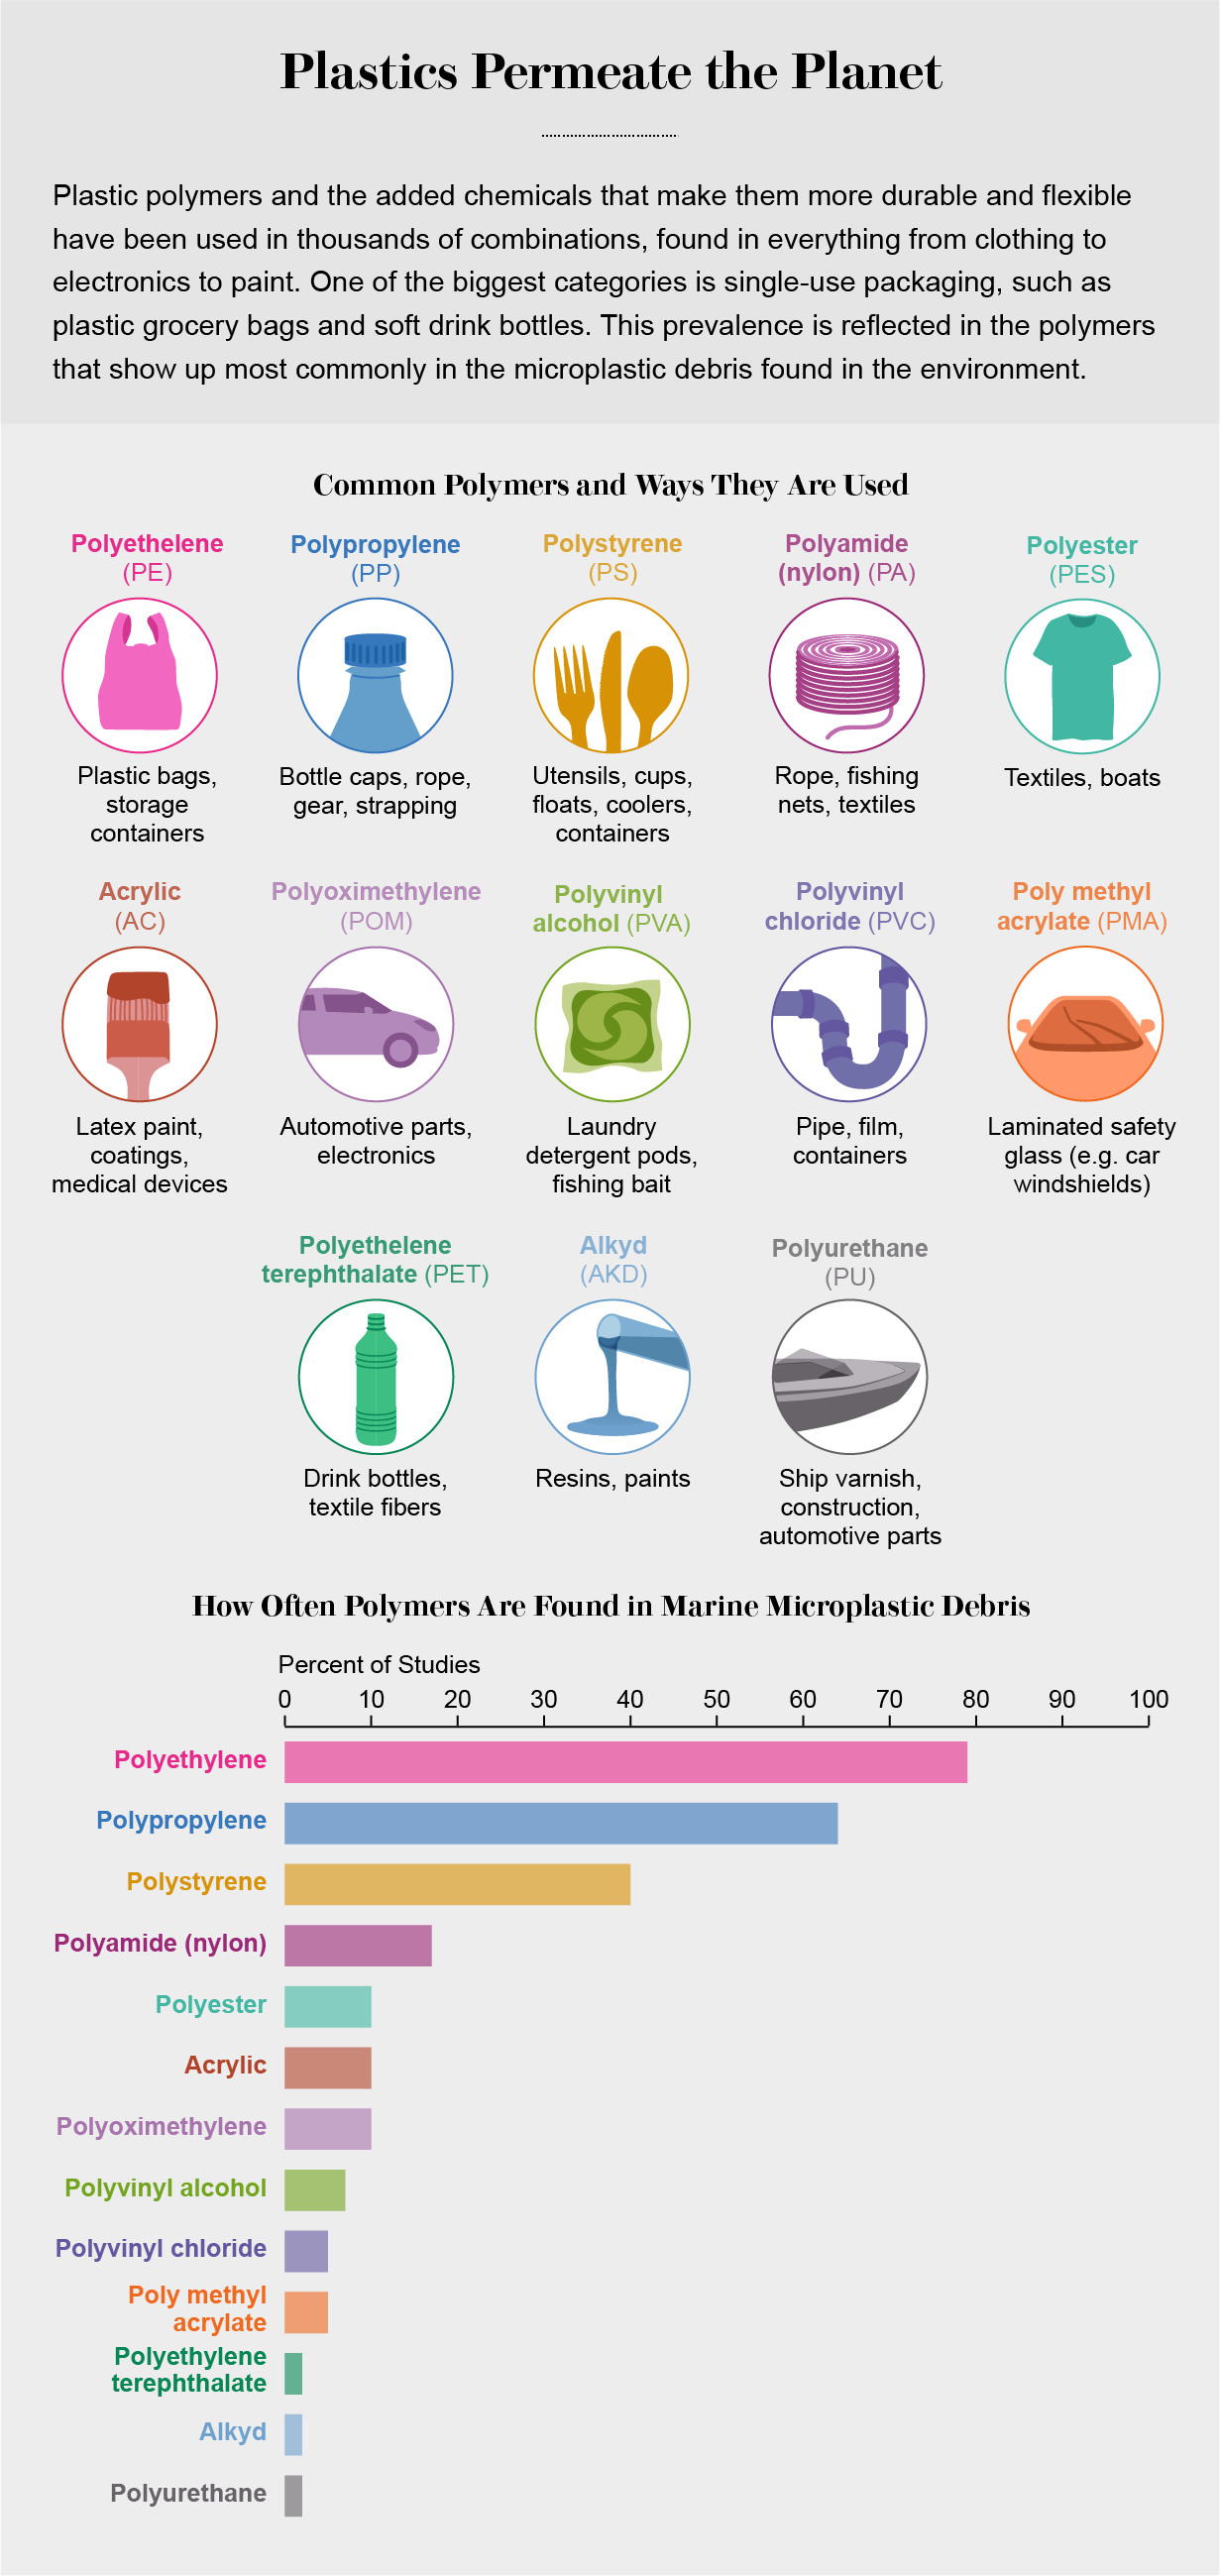 Plastics Permeate the Planet
Plastic polymers and the added chemicals that make them more durable and flexible
have been used in thousands of combinations, found in everything from clothing to
electronics to paint. One of the biggest categories is single-use packaging, such as
plastic grocery bags and soft drink bottles. This prevalence is reflected in the polymers
that show up most commonly in the microplastic debris found in the environment.
Common Polymers and Ways They Are Used
Polyethelene
(PE)
Plastic bags,
storage
containers
Polypropylene
(PP)
Bottle caps, rope,
gear, strapping
Polystyrene
(PS)
Utensils, cups,
floats, coolers,
containers
Polyamide
(nylon) (PA)
Rope, fishing
nets, textiles
Polyester
(PES)
Textiles, boats
Acrylic
(AC)
Latex paint,
coatings,
medical devices
Polyoximethylene
(POM)
Automotive parts,
electronics
Polyvinyl
alcohol (PVA)
Laundry
detergent pods,
fishing bait
Polyvinyl
chloride (PVC)
Pipe, film,
containers
Poly methyl
acrylate (PMA)
Laminated safety
glass (e.g. car
windshields)
Polyethelene
terephthalate (PET)
Drink bottles,
textile fibers
Alkyd
(AKD)
Resins, paints
Polyurethane
(PU)
Ship varnish,
construction,
automotive parts
How Often Polymers Are Found in Marine Microplastic Debris
Percent of Studies
0 10 20 30 40 50 60 70 80 90 100
Polyethylene
Polypropylene
Polystyrene
Polyamide (nylon)
Polyester
Acrylic
Polyoximethylene
Polyvinyl alcohol
Polyvinyl chloride
Poly methyl
acrylate
Polyethylene
terephthalate
Alkyd
Polyurethane